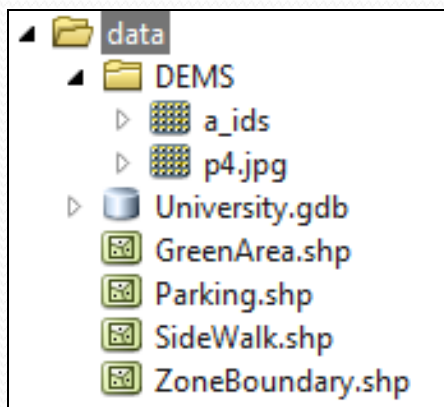 data
DEMS
a_ids
p4.jpg
University.gdb
GreenArea.shp
Parking.shp
SideWalk.shp
ZoneBoundary.shp